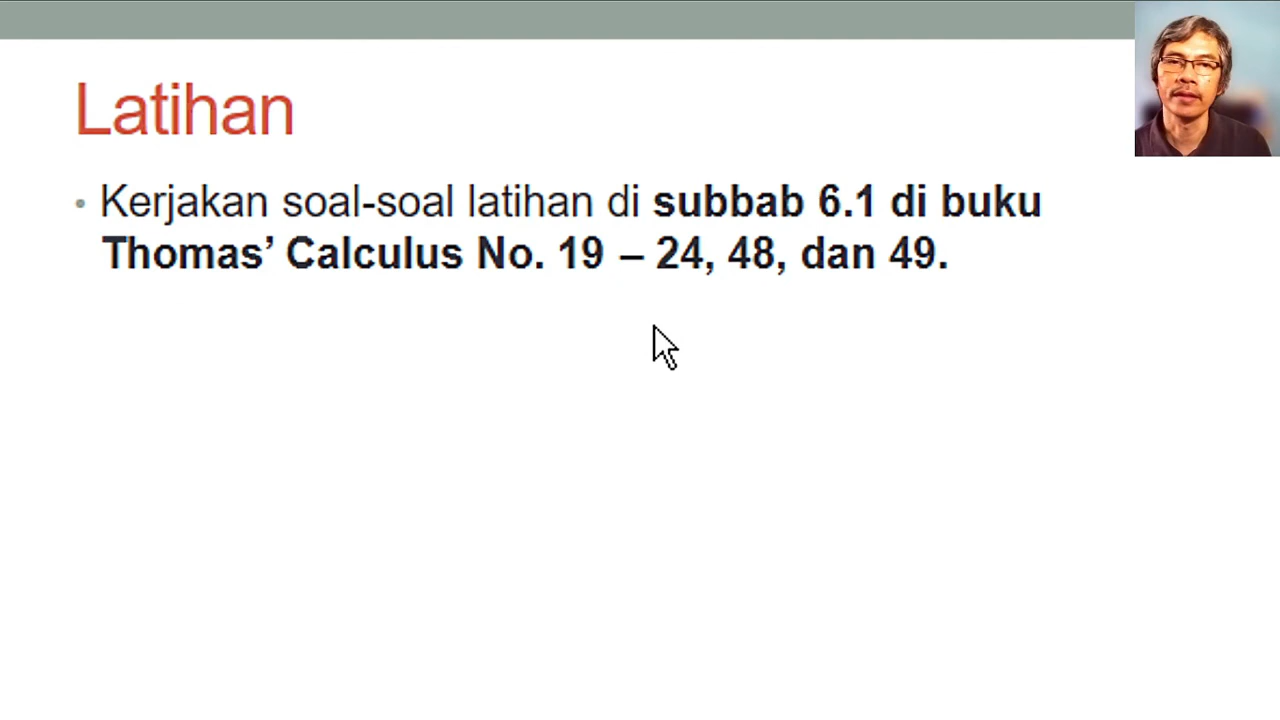 Latihan
• Kerjakan soal-soal latihan di subbab 6.1 di buku
Thomas’ Calculus No. 19 – 24, 48, dan 49.